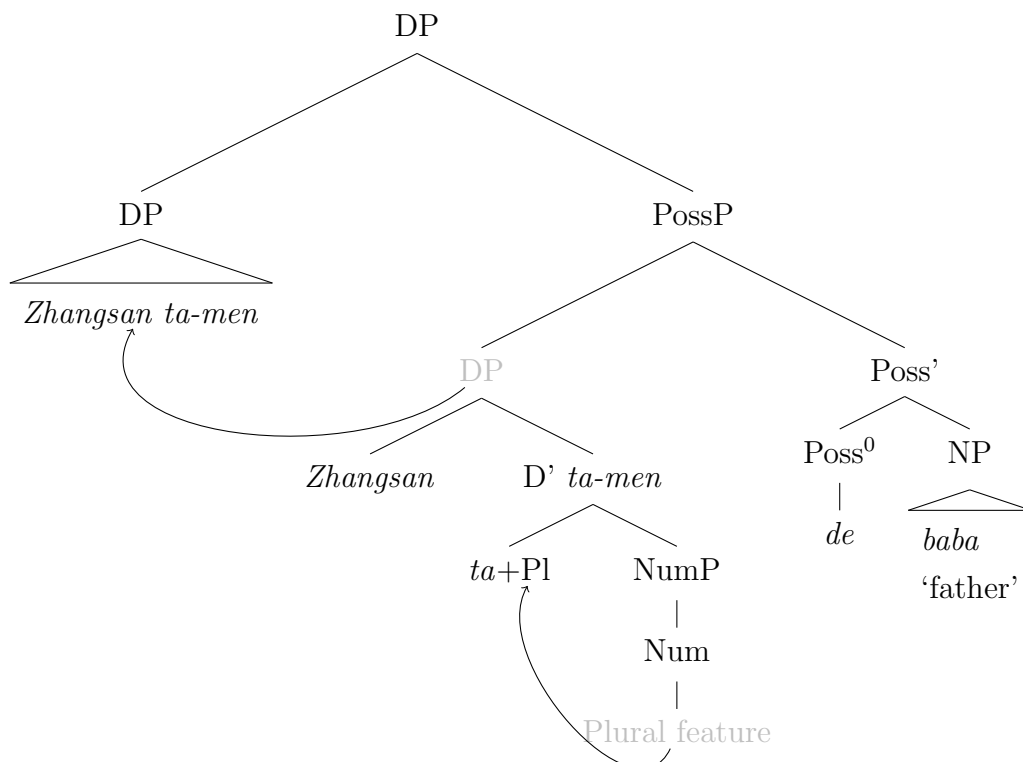 DP
DP PossP
Zhangsan ta-men
DP Poss’
Zhangsan D’ ta-men Poss⁰ NP
de baba
ta+Pl NumP ‘father’
Num
Plural feature